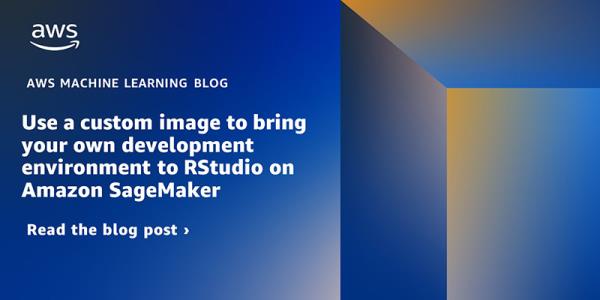 aws
AWS MACHINE LEARNING BLOG
Use a custom image to bring
your own development
environment to RStudio on
Amazon SageMaker
Read the blog post ›